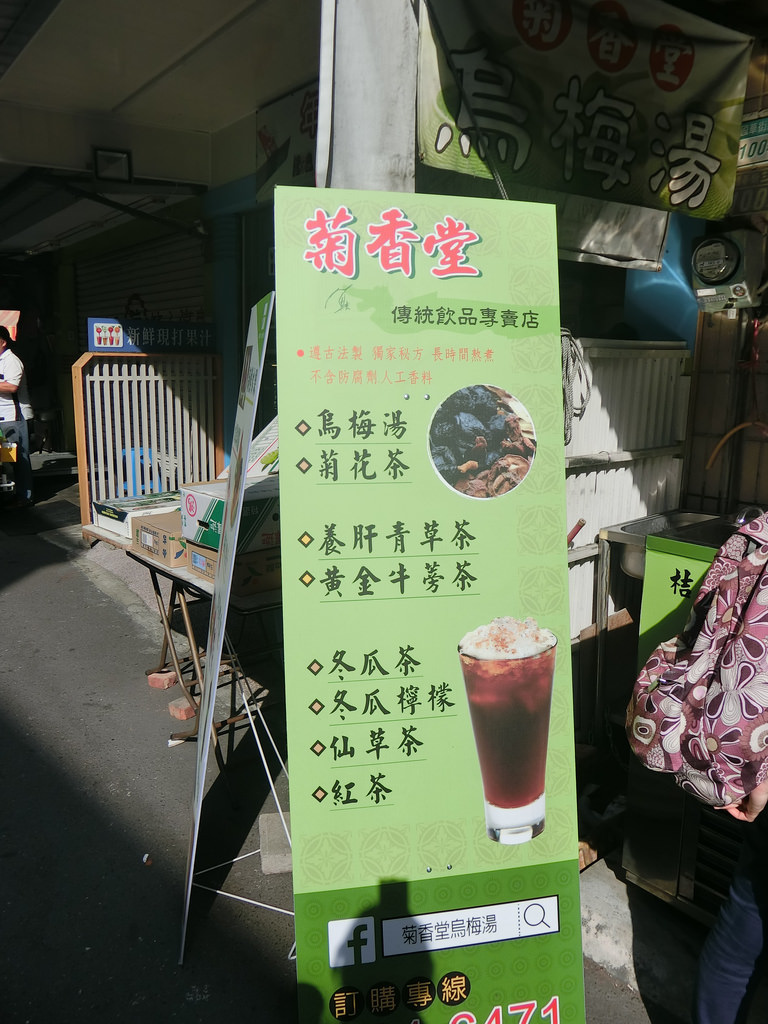 菊香堂
烏梅湯
100
新鮮現打果汁
菊香堂
傳統飲品專賣店
遵古法製 獨家秘方 長時間熬煮
不含防腐劑人工香料
烏梅湯
菊花茶
養肝青草茶
黃金牛蒡茶
冬瓜茶
冬瓜檸檬
仙草茶
紅茶
桔
f
菊香堂烏梅湯
訂購專線
6471